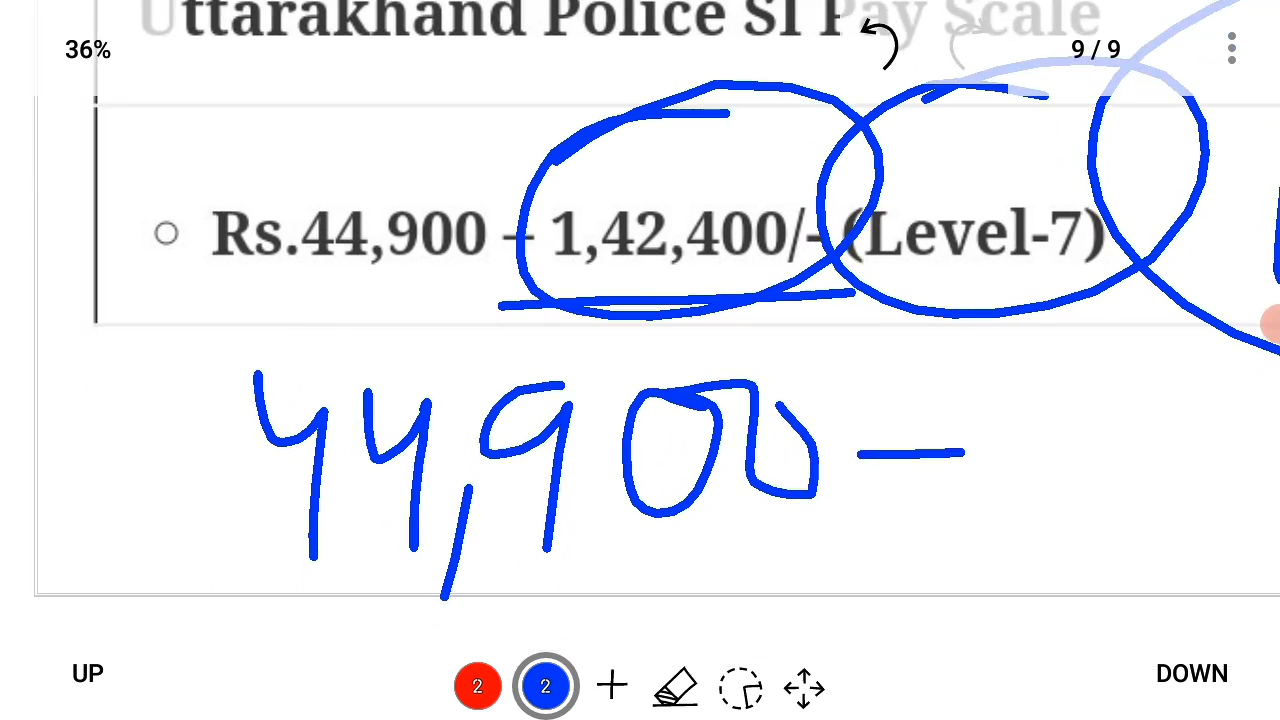 Uttarakhand Police SI Pay Scale
36%
9 / 9
Rs.44,900 – 1,42,400/- (Level-7)
44,900 —
UP
2
2
DOWN